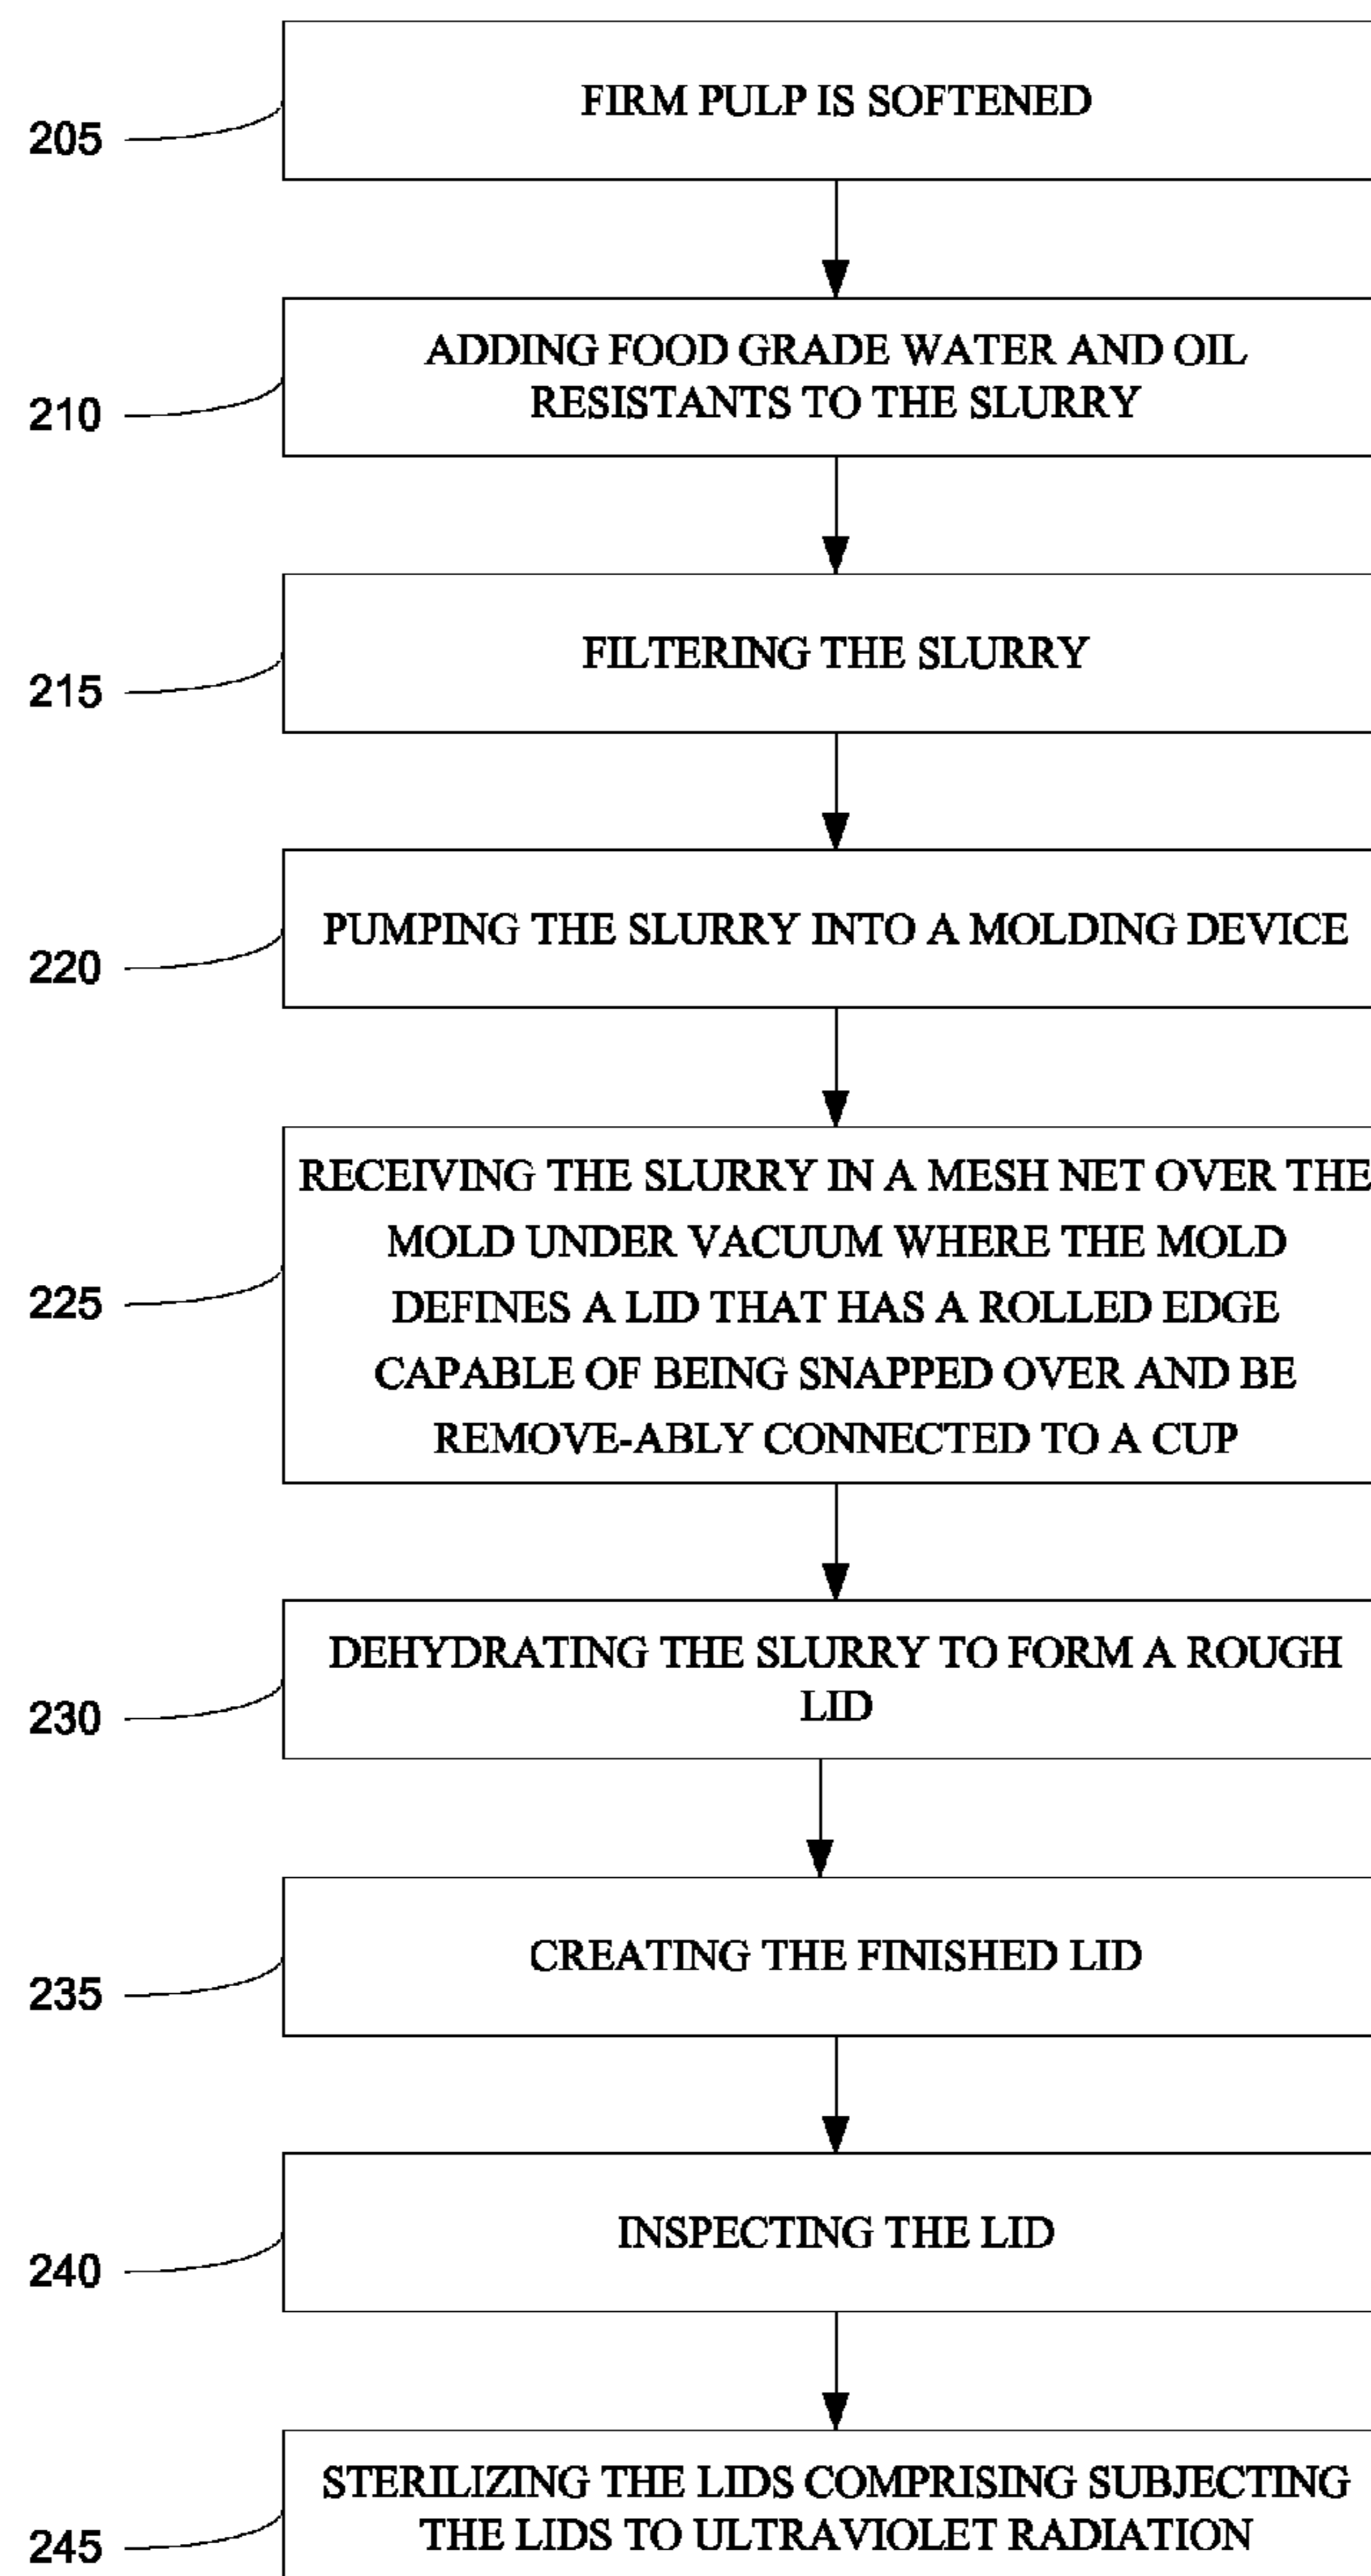 205
FIRM PULP IS SOFTENED
210
ADDING FOOD GRADE WATER AND OIL
RESISTANTS TO THE SLURRY
215
FILTERING THE SLURRY
220
PUMPING THE SLURRY INTO A MOLDING DEVICE
225
RECEIVING THE SLURRY IN A MESH NET OVER THE
MOLD UNDER VACUUM WHERE THE MOLD
DEFINES A LID THAT HAS A ROLLED EDGE
CAPABLE OF BEING SNAPPED OVER AND BE
REMOVE-ABLY CONNECTED TO A CUP
230
DEHYDRATING THE SLURRY TO FORM A ROUGH
LID
235
CREATING THE FINISHED LID
240
INSPECTING THE LID
245
STERILIZING THE LIDS COMPRISING SUBJECTING
THE LIDS TO ULTRAVIOLET RADIATION